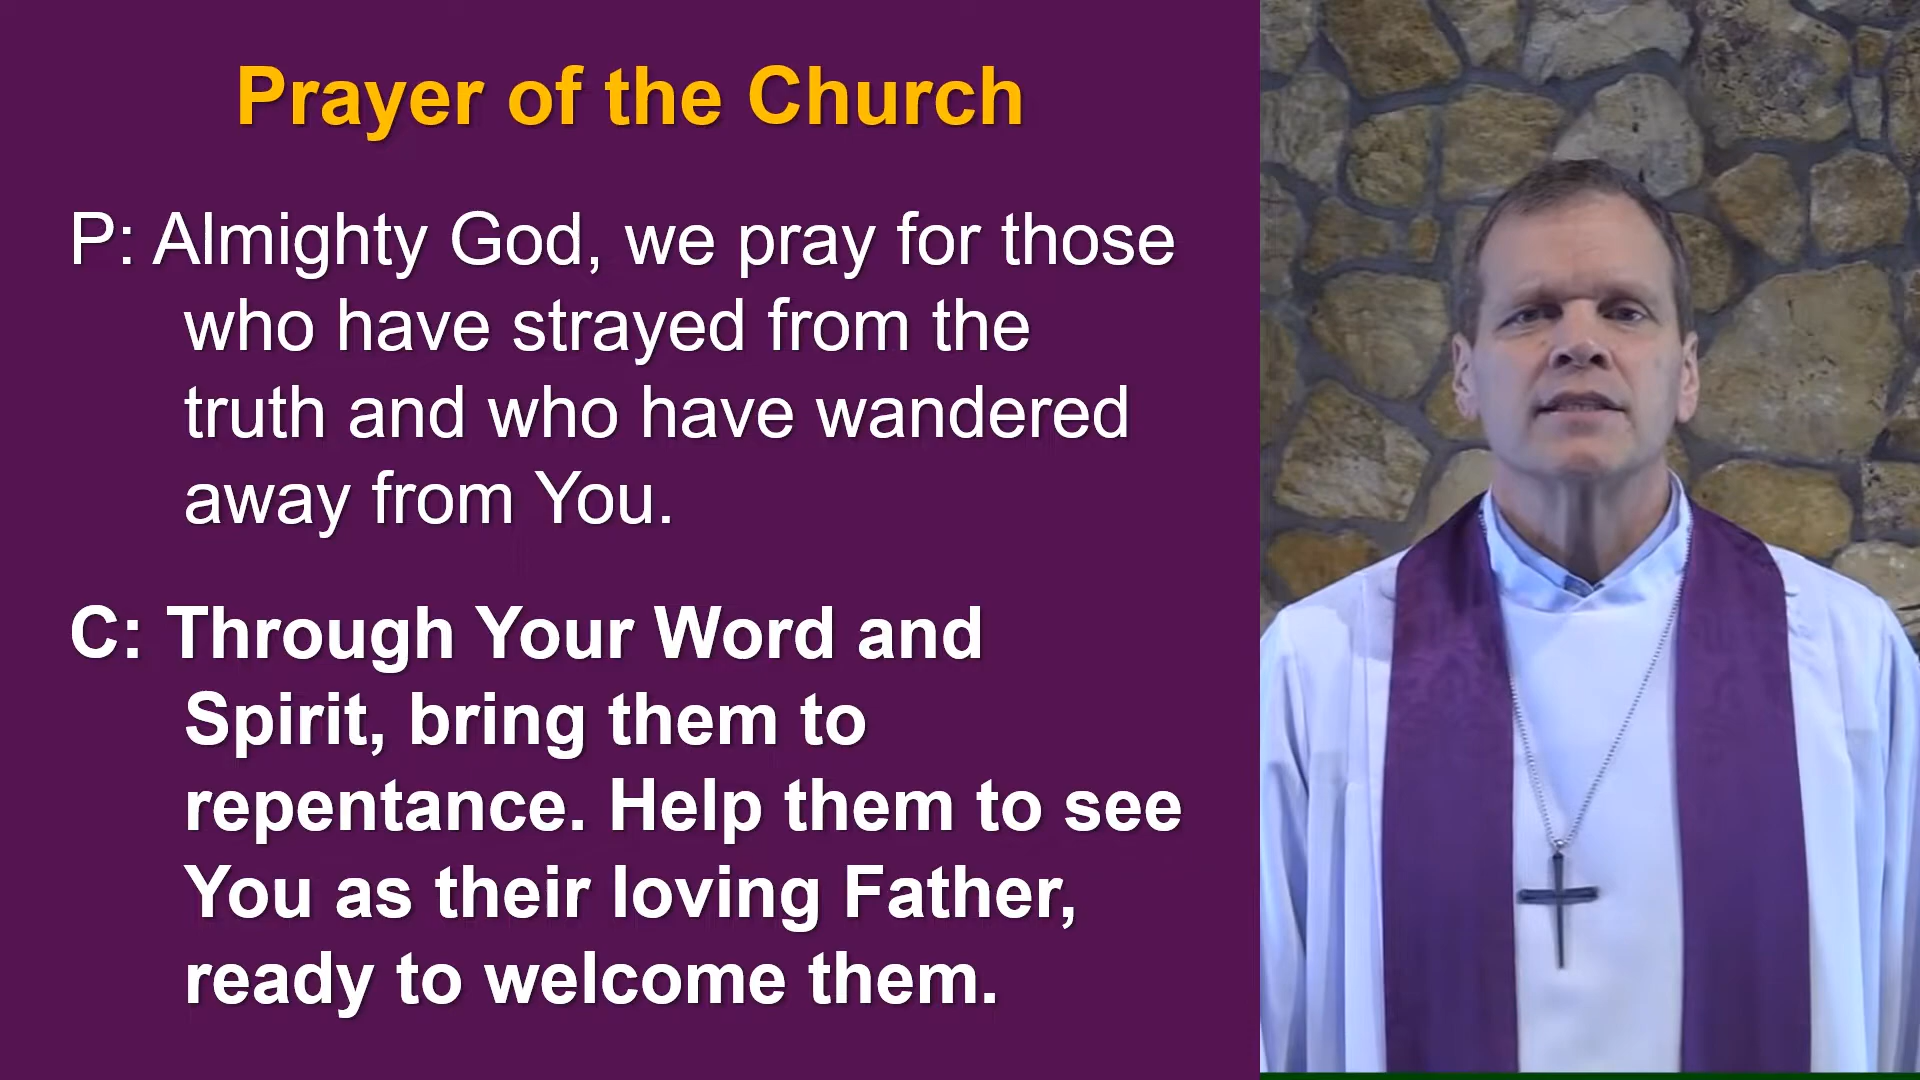 Prayer of the Church
P: Almighty God, we pray for those
who have strayed from the
truth and who have wandered
away from You.
C: Through Your Word and
Spirit, bring them to
repentance. Help them to see
You as their loving Father,
ready to welcome them.